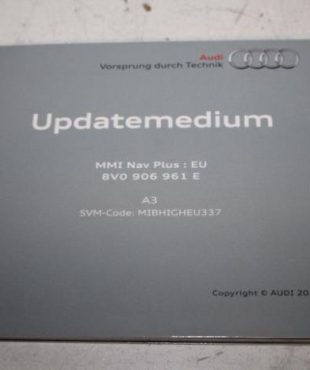 Audi
Vorsprung durch Technik
Updatemedium
MMI Nav Plus : EU
8V0 906 961 E
A3
SVM-Code: MIBHIGHEU337
Copyright © AUDI 20